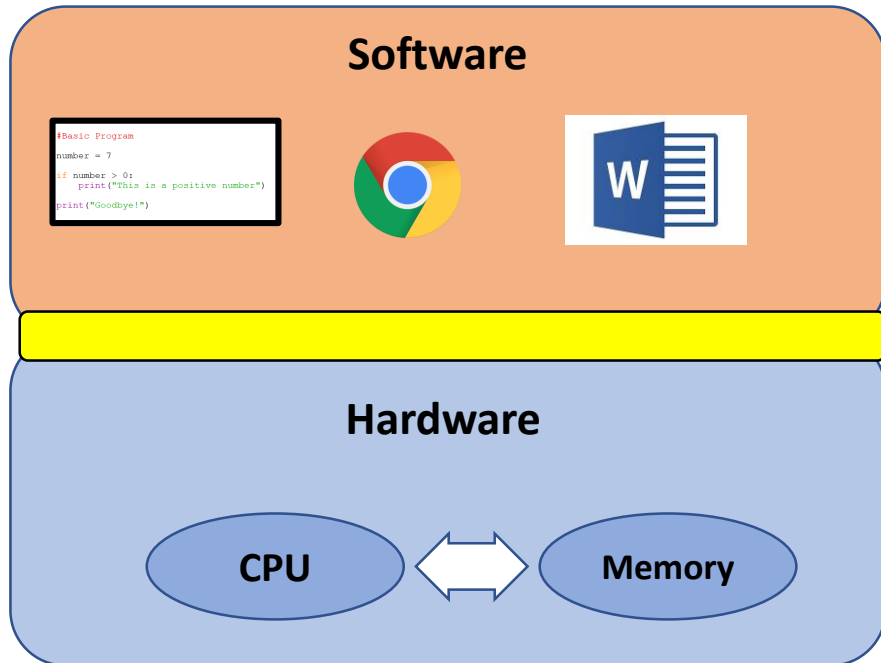 Software
#Basic Program
number = 7
if number > 0:
    print("This is a positive number")
print("Goodbye!")
W
Hardware
CPU
Memory